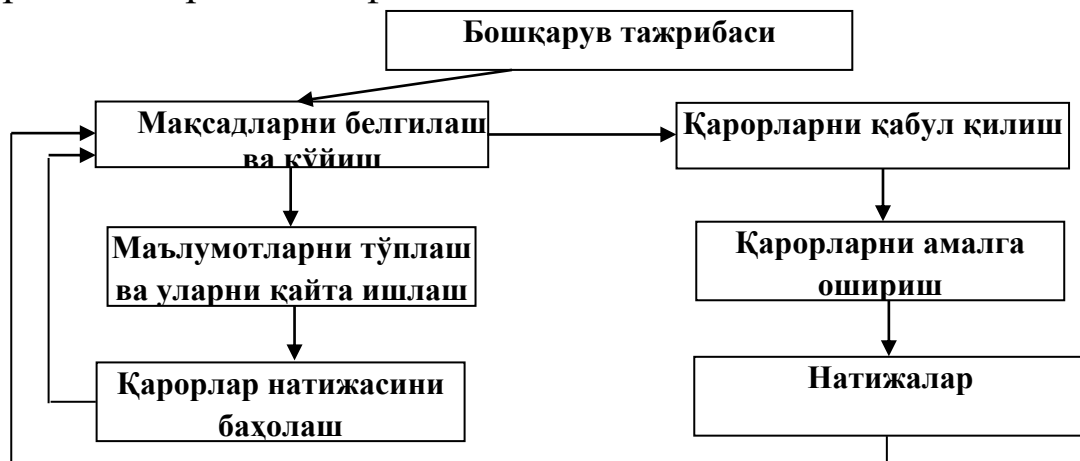 Бошқарув тажрибаси
Мақсадларни белгилаш
ва қўйиш
Қарорларни қабул қилиш
Маълумотларни тўплаш
ва уларни қайта ишлаш
Қарорларни амалга
ошириш
Қарорлар натижасини
баҳолаш
Натижалар